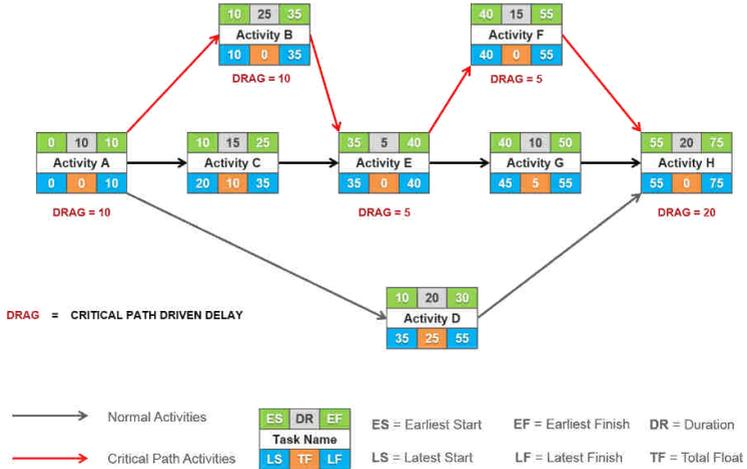 10 25 35
Activity B
10 0 35
DRAG = 10
40 15 55
Activity F
40 0 55
DRAG = 5
0 10 10
Activity A
0 0 10
DRAG = 10
10 15 25
Activity C
20 10 35
35 5 40
Activity E
35 0 40
DRAG = 5
40 10 50
Activity G
45 5 55
55 20 75
Activity H
55 0 75
DRAG = 20
10 20 30
Activity D
35 25 55
DRAG = CRITICAL PATH DRIVEN DELAY
Normal Activities
Critical Path Activities
ES DR EF
Task Name
LS TF LF
ES = Earliest Start EF = Earliest Finish DR = Duration
LS = Latest Start LF = Latest Finish TF = Total Float